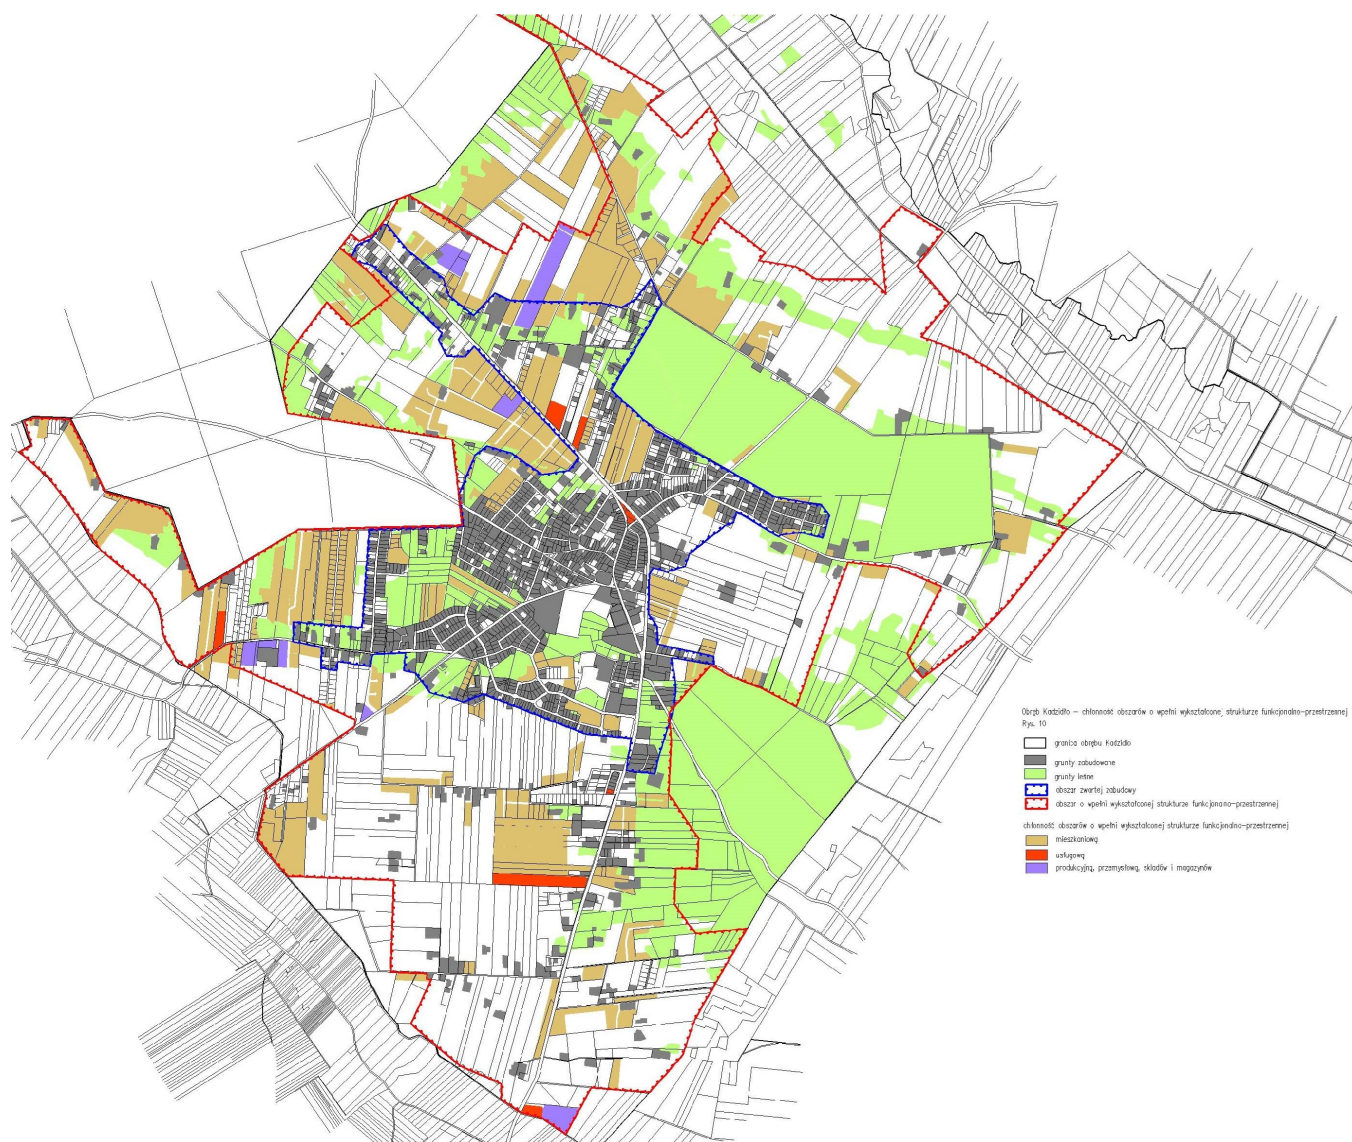 Obręb Kadzidło – chłonność obszarów o wpełni wykształconej strukturze funkcjonalno-przestrzennej
Rys. 10
granica obrębu Kadzidło
grunty zabudowane
grunty leśne
obszar zwartej zabudowy
obszar o wpełni wykształconej strukturze funkcjonano-przestrzennej
chłonność obszarów o wpełni wykształconej strukturze funkcjonalno-przestrzennej
mieszkaniową
usługową
produkcyjną, przemysłową, składów i magazynów